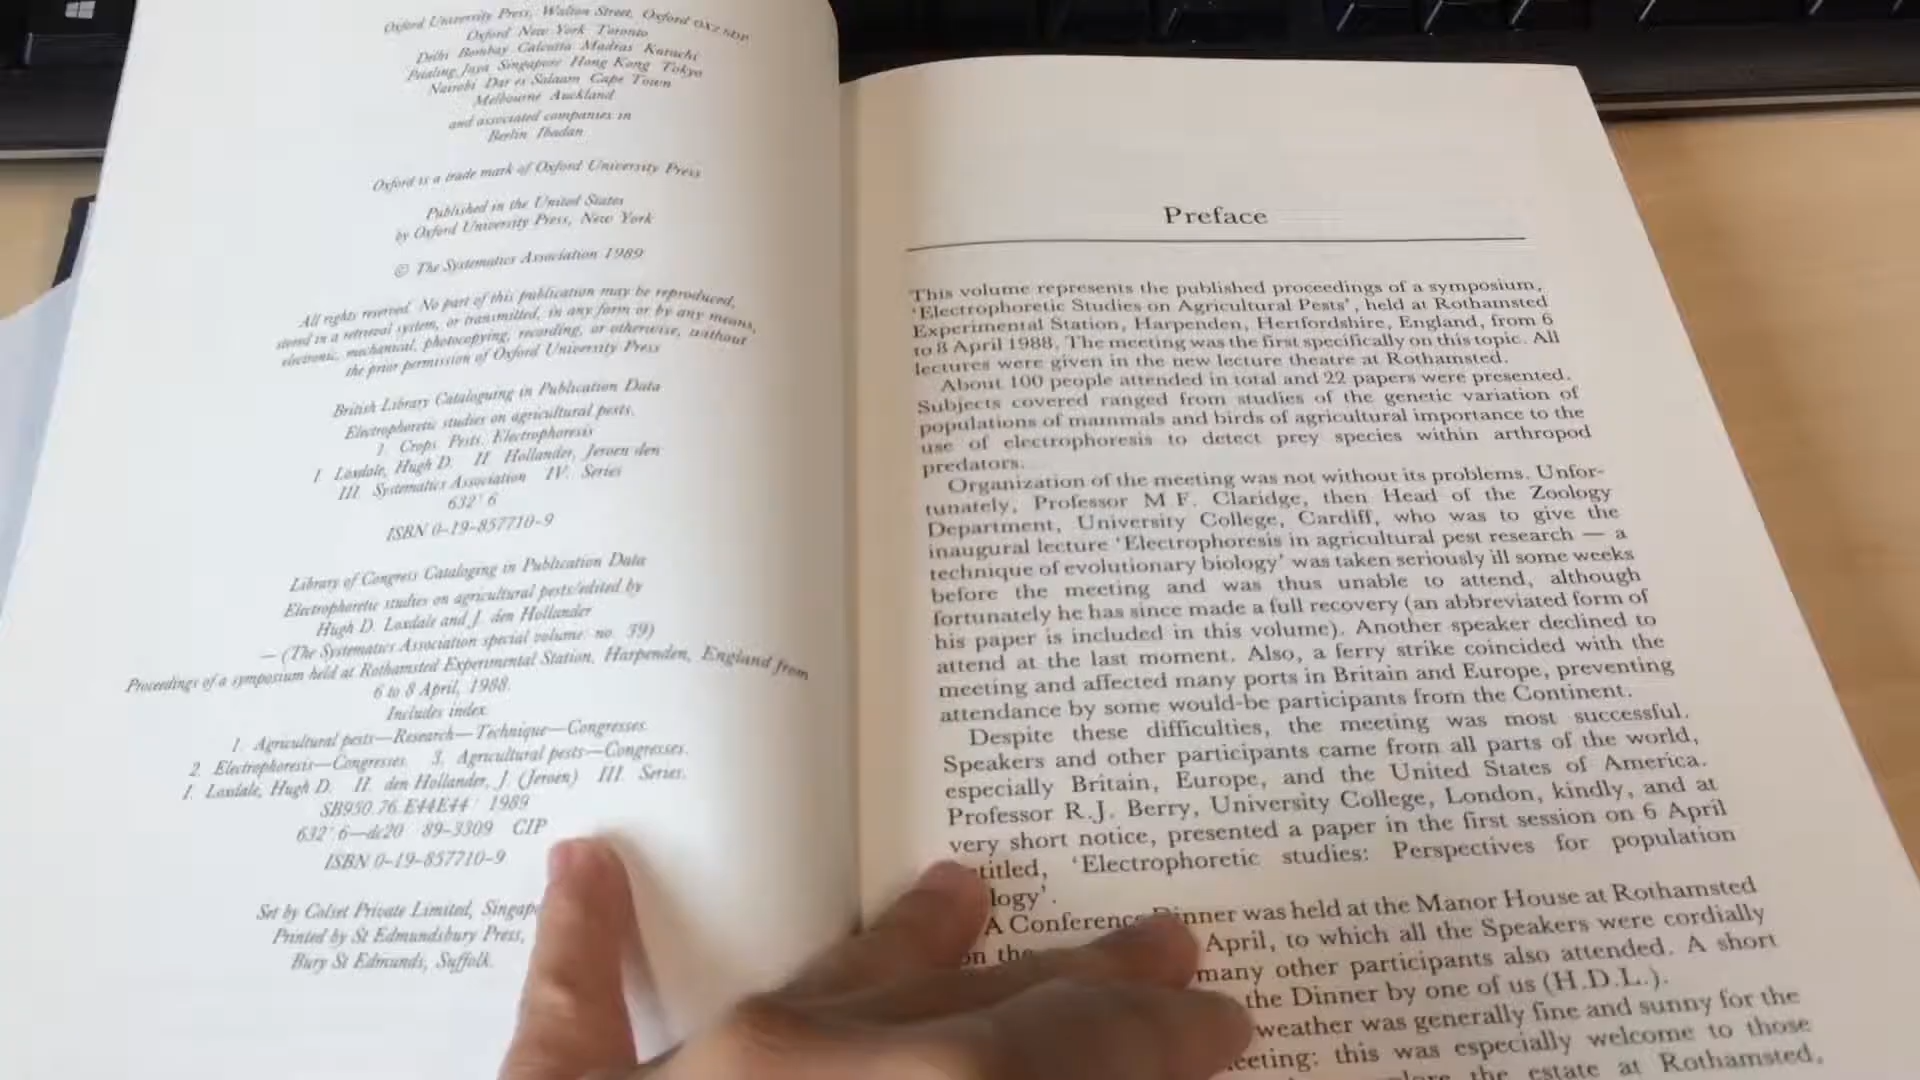 Oxford University Press, Walton Street, Oxford OX2 6DP
Oxford New York Toronto
Delhi Bombay Calcutta Madras Karachi
Petaling Jaya Singapore Hong Kong Tokyo
Nairobi Dar es Salaam Cape Town
Melbourne Auckland
and associated companies in
Berlin Ibadan
Oxford is a trade mark of Oxford University Press
Published in the United States
by Oxford University Press, New York
© The Systematics Association 1989
All rights reserved. No part of this publication may be reproduced,
stored in a retrieval system, or transmitted, in any form or by any means,
electronic, mechanical, photocopying, recording, or otherwise, without
the prior permission of Oxford University Press
British Library Cataloguing in Publication Data
Electrophoretic studies on agricultural pests.
1. Crops. Pests. Electrophoresis
I. Loxdale, Hugh D. II Hollander, Jeroen den
III. Systematics Association IV. Series
632'.6
ISBN 0-19-857710-9
Library of Congress Cataloging in Publication Data
Electrophoretic studies on agricultural pests/edited by
Hugh D. Loxdale and J. den Hollander
— (The Systematics Association special volume: no. 39)
Proceedings of a symposium held at Rothamsted Experimental Station, Harpenden, England from
6 to 8 April, 1988.
Includes index.
1. Agricultural pests—Research—Technique—Congresses.
2. Electrophoresis—Congresses. 3. Agricultural pests—Congresses.
I. Loxdale, Hugh D. II. den Hollander, J. (Jeroen) III. Series.
SB950.76.E44E44 1989
632'.6—dc20 89-3309 CIP
ISBN 0-19-857710-9
Set by Colset Private Limited, Singapo
Printed by St Edmundsbury Press,
Bury St Edmunds, Suffolk.
Preface
This volume represents the published proceedings of a symposium,
'Electrophoretic Studies on Agricultural Pests', held at Rothamsted
Experimental Station, Harpenden, Hertfordshire, England, from 6
to 8 April 1988. The meeting was the first specifically on this topic. All
lectures were given in the new lecture theatre at Rothamsted.
About 100 people attended in total and 22 papers were presented.
Subjects covered ranged from studies of the genetic variation of
populations of mammals and birds of agricultural importance to the
use of electrophoresis to detect prey species within arthropod
predators.
Organization of the meeting was not without its problems. Unfor-
tunately, Professor M F. Claridge, then Head of the Zoology
Department, University College, Cardiff, who was to give the
inaugural lecture 'Electrophoresis in agricultural pest research — a
technique of evolutionary biology' was taken seriously ill some weeks
before the meeting and was thus unable to attend, although
fortunately he has since made a full recovery (an abbreviated form of
his paper is included in this volume). Another speaker declined to
attend at the last moment. Also, a ferry strike coincided with the
meeting and affected many ports in Britain and Europe, preventing
attendance by some would-be participants from the Continent.
Despite these difficulties, the meeting was most successful.
Speakers and other participants came from all parts of the world,
especially Britain, Europe, and the United States of America.
Professor R.J. Berry, University College, London, kindly, and at
very short notice, presented a paper in the first session on 6 April
titled, 'Electrophoretic studies: Perspectives for population
logy'.
A Conference Dinner was held at the Manor House at Rothamsted
on the April, to which all the Speakers were cordially
many other participants also attended. A short
the Dinner by one of us (H.D.L.).
weather was generally fine and sunny for the
eeting: this was especially welcome to those
the estate at Rothamsted,